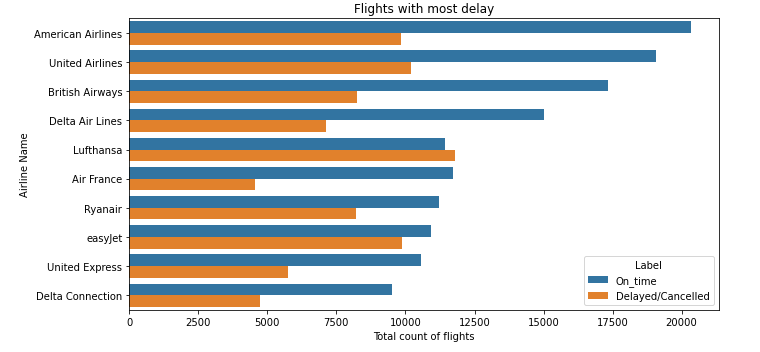 Flights with most delay
American Airlines
United Airlines
British Airways
Delta Air Lines
Lufthansa
Air France
Ryanair
easyJet
United Express
Delta Connection
Airline Name
Label
On_time
Delayed/Cancelled
0 2500 5000 7500 10000 12500 15000 17500 20000
Total count of flights